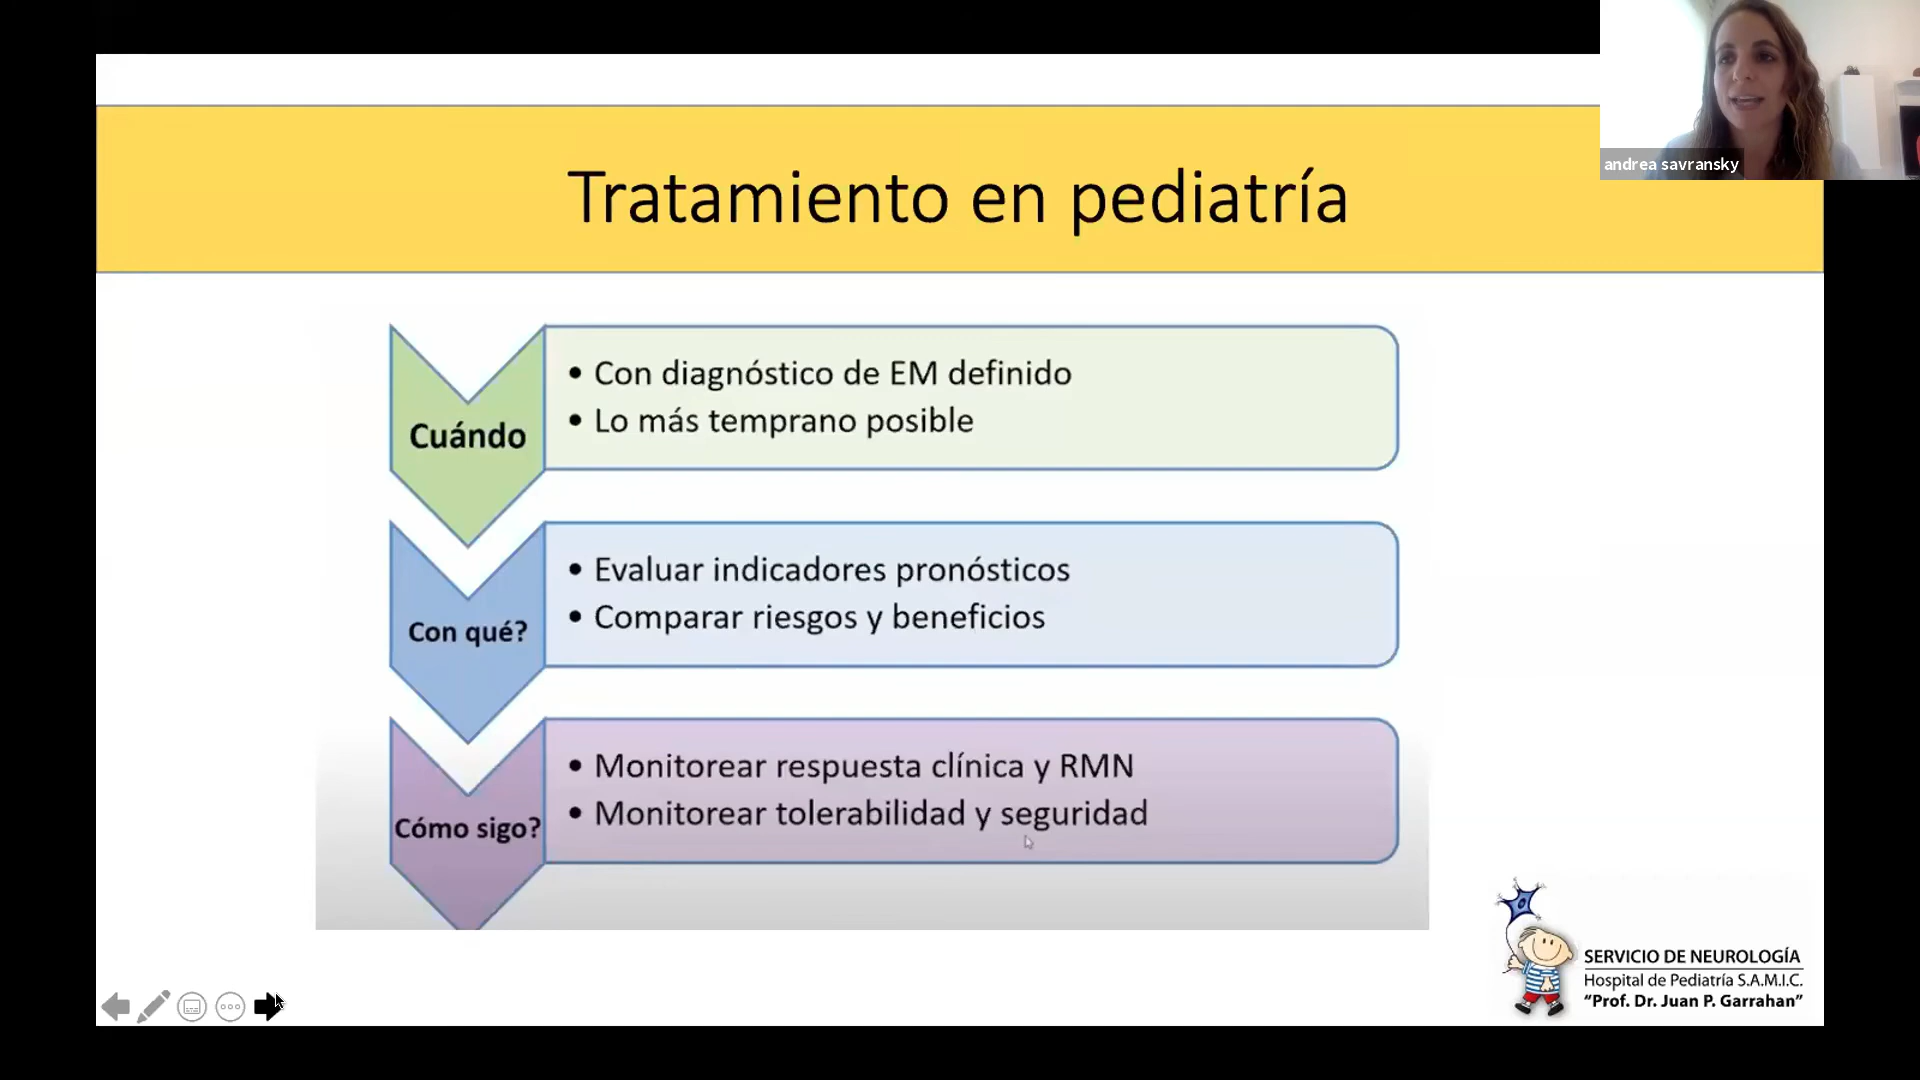 andrea savransky
Tratamiento en pediatría
Cuándo
• Con diagnóstico de EM definido
• Lo más temprano posible
Con qué?
• Evaluar indicadores pronósticos
• Comparar riesgos y beneficios
Cómo sigo?
• Monitorear respuesta clínica y RMN
• Monitorear tolerabilidad y seguridad
SERVICIO DE NEUROLOGÍA
Hospital de Pediatría S.A.M.I.C.
“Prof. Dr. Juan P. Garrahan”